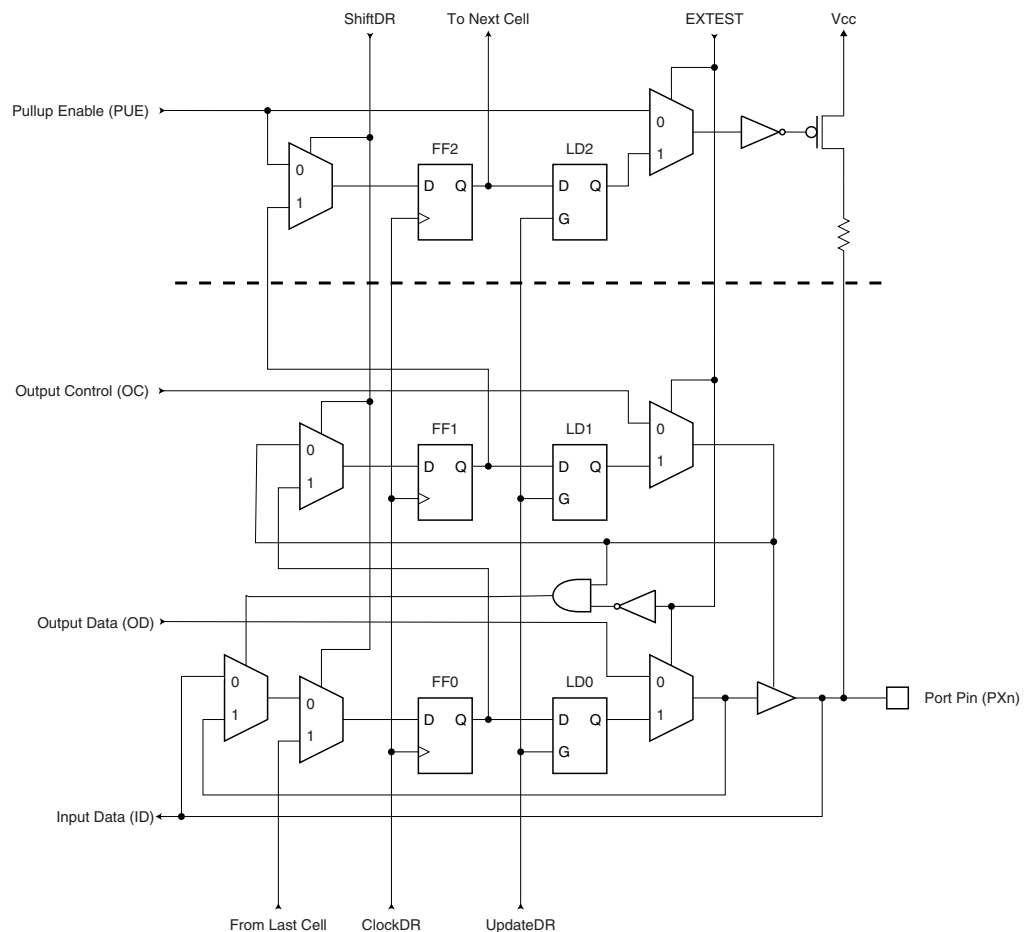 ShiftDR To Next Cell EXTEST Vcc
Pullup Enable (PUE)
0
1
FF2
D Q
LD2
D Q
G
0
1
Output Control (OC)
0
1
FF1
D Q
LD1
D Q
G
0
1
Output Data (OD)
0
1
0
1
FF0
D Q
LD0
D Q
G
0
1
Port Pin (PXn)
Input Data (ID)
From Last Cell ClockDR UpdateDR